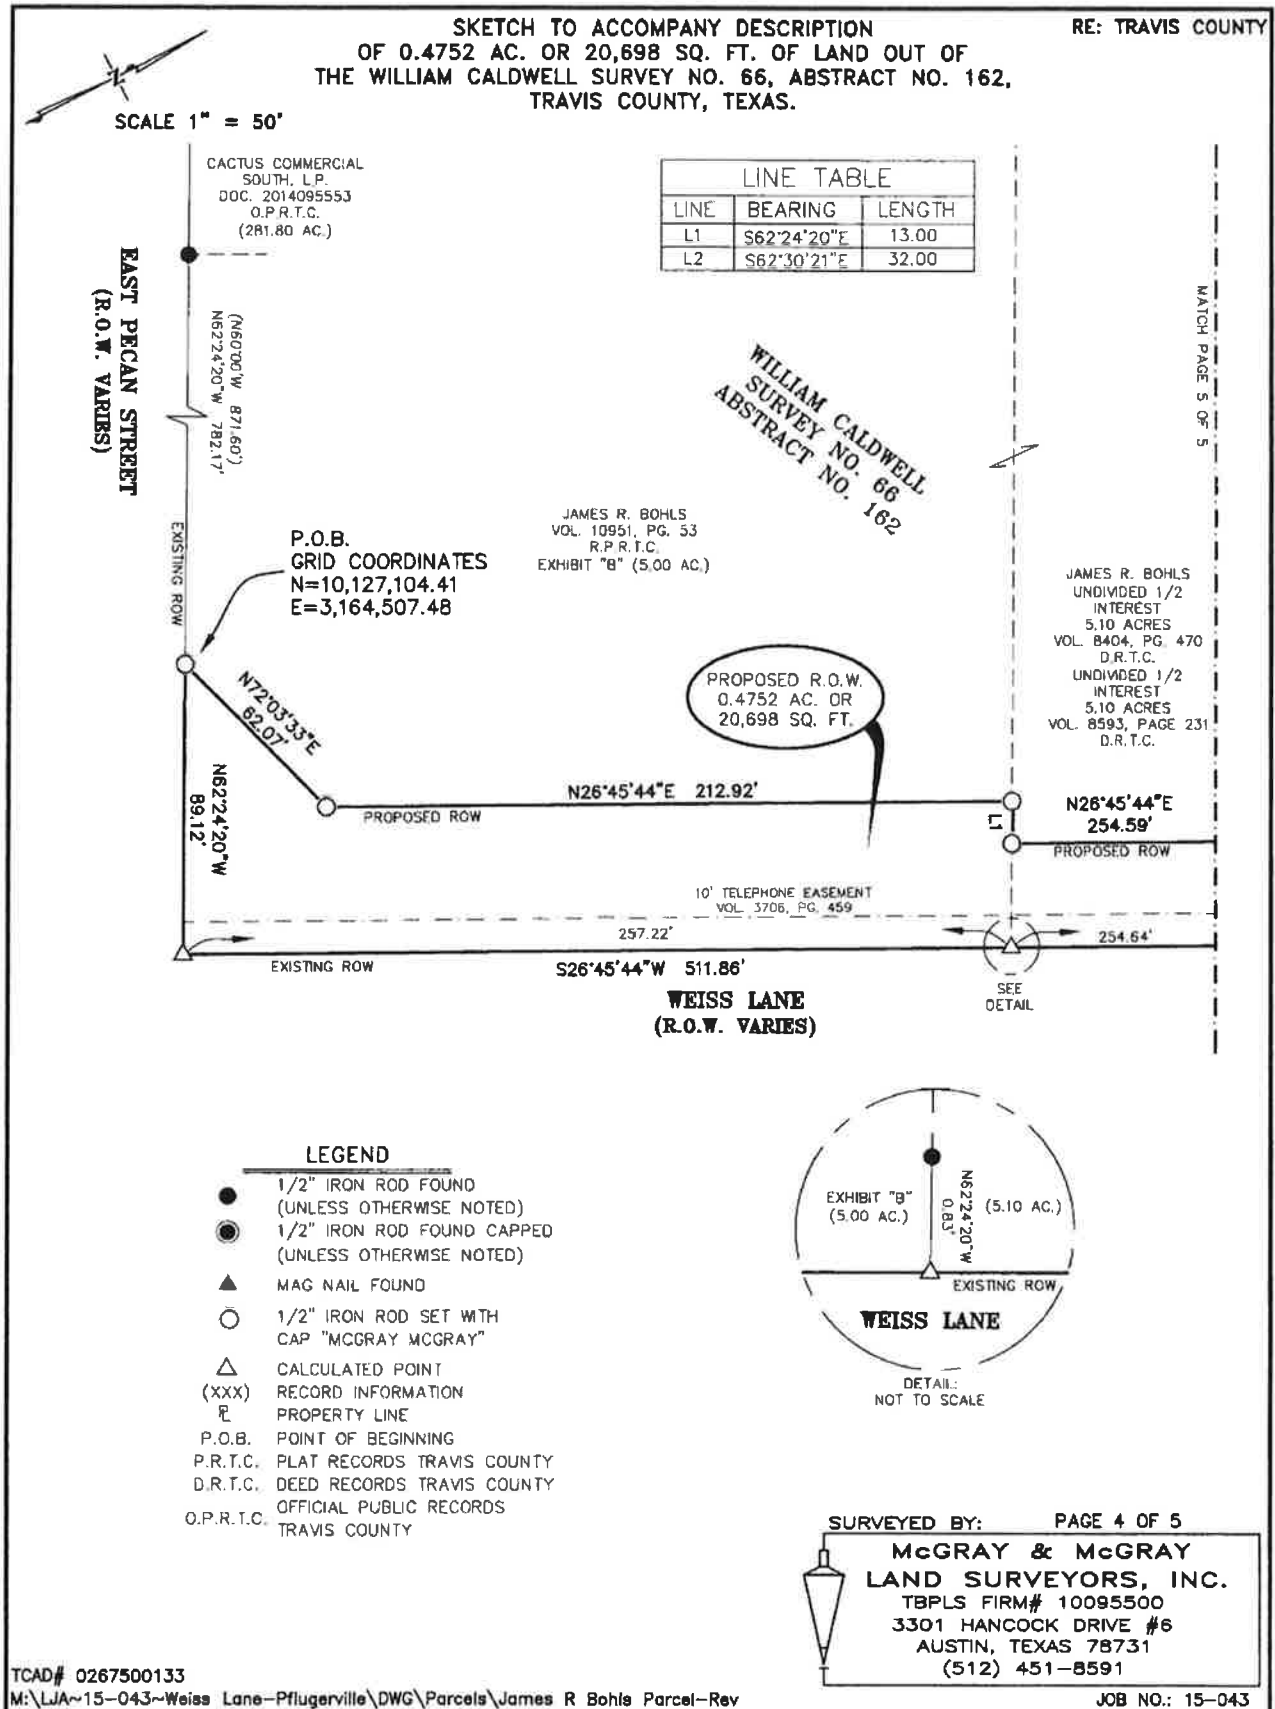 SKETCH TO ACCOMPANY DESCRIPTION
OF 0.4752 AC. OR 20,698 SQ. FT. OF LAND OUT OF
THE WILLIAM CALDWELL SURVEY NO. 66, ABSTRACT NO. 162,
TRAVIS COUNTY, TEXAS.
RE: TRAVIS COUNTY
N
SCALE 1" = 50'
CACTUS COMMERCIAL
SOUTH, L.P.
DOC. 2014095553
O.P.R.T.C.
(281.80 AC.)
LINE TABLE
LINE BEARING LENGTH
L1 S62°24'20"E 13.00
L2 S62°30'21"E 32.00
EAST PECAN STREET
(R.O.W. VARIES)
(N60°00'W 871.60')
N62°24'20"W 782.17'
EXISTING ROW
MATCH PAGE 5 OF 5
WILLIAM CALDWELL
SURVEY NO. 66
ABSTRACT NO. 162
P.O.B.
GRID COORDINATES
N=10,127,104.41
E=3,164,507.48
JAMES R. BOHLS
VOL. 10951, PG. 53
R.P.R.T.C.
EXHIBIT "B" (5.00 AC.)
JAMES R. BOHLS
UNDIVIDED 1/2
INTEREST
5.10 ACRES
VOL. 8404, PG. 470
D.R.T.C.
UNDIVIDED 1/2
INTEREST
5.10 ACRES
VOL. 8593, PAGE 231
D.R.T.C.
PROPOSED R.O.W.
0.4752 AC. OR
20,698 SQ. FT.
N72°03'33"E
62.07'
N62°24'20"W
89.12'
N26°45'44"E 212.92'
PROPOSED ROW
L1
N26°45'44"E
254.59'
PROPOSED ROW
10' TELEPHONE EASEMENT
VOL. 3706, PG. 459
257.22'
254.64'
EXISTING ROW
S26°45'44"W 511.86'
SEE
DETAIL
WEISS LANE
(R.O.W. VARIES)
LEGEND
1/2" IRON ROD FOUND
(UNLESS OTHERWISE NOTED)
1/2" IRON ROD FOUND CAPPED
(UNLESS OTHERWISE NOTED)
MAG NAIL FOUND
1/2" IRON ROD SET WITH
CAP "MCGRAY MCGRAY"
CALCULATED POINT
(XXX) RECORD INFORMATION
PL PROPERTY LINE
P.O.B. POINT OF BEGINNING
P.R.T.C. PLAT RECORDS TRAVIS COUNTY
D.R.T.C. DEED RECORDS TRAVIS COUNTY
O.P.R.T.C. OFFICIAL PUBLIC RECORDS
TRAVIS COUNTY
EXHIBIT "B"
(5.00 AC.)
N62°24'20"W
0.83'
(5.10 AC.)
EXISTING ROW
WEISS LANE
DETAIL:
NOT TO SCALE
SURVEYED BY: PAGE 4 OF 5
McGRAY & McGRAY
LAND SURVEYORS, INC.
TBPLS FIRM# 10095500
3301 HANCOCK DRIVE #6
AUSTIN, TEXAS 78731
(512) 451-8591
TCAD# 0267500133
M:\LJA~15-043~Weiss Lane-Pflugerville\DWG\Parcels\James R Bohls Parcel-Rev
JOB NO.: 15-043